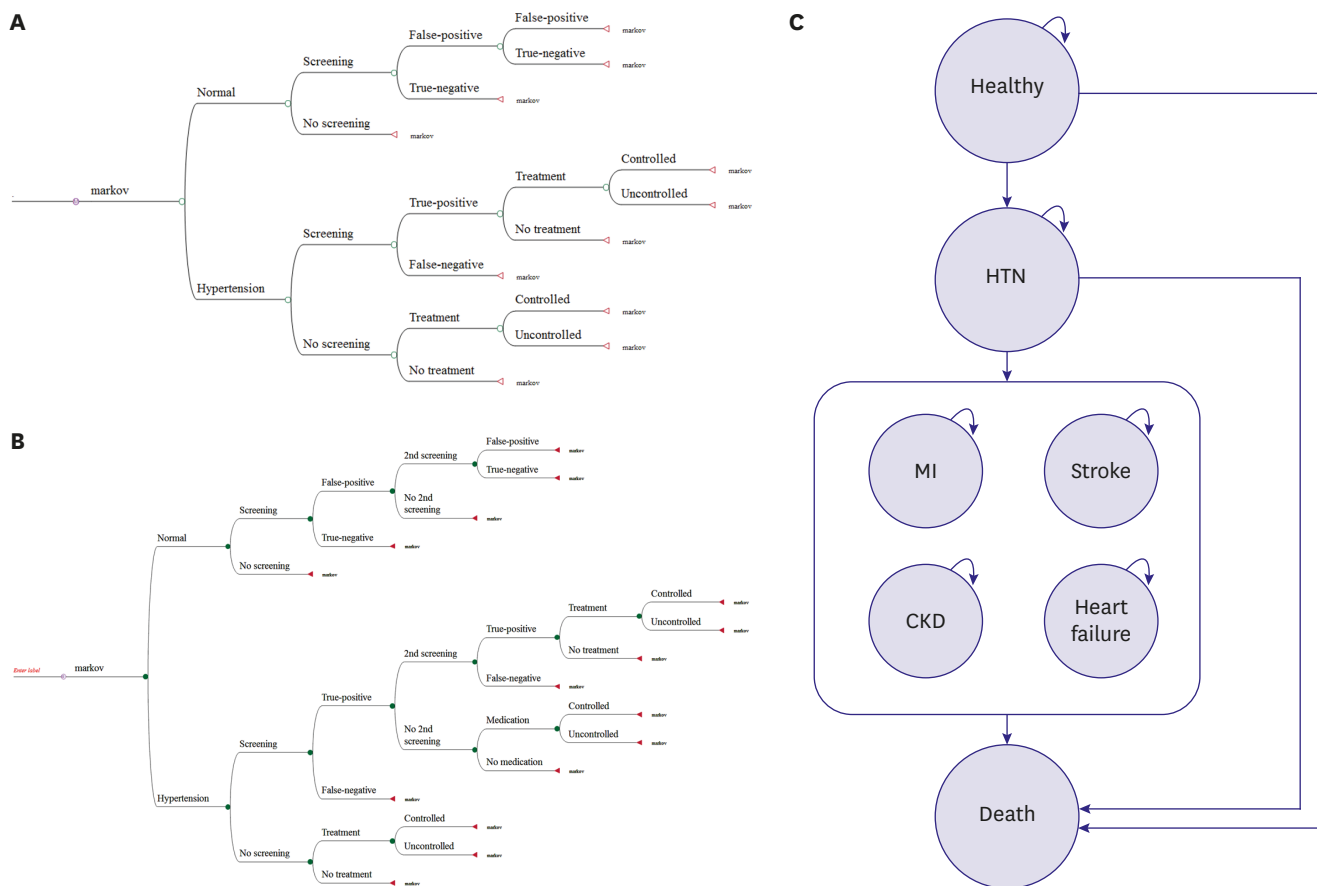 A
False-positive
markov
False-positive
True-negative
markov
Screening
True-negative
markov
Normal
No screening
markov
markov
Controlled
markov
Treatment
Uncontrolled
markov
True-positive
No treatment
markov
Screening
False-negative
markov
Hypertension
Controlled
markov
Treatment
Uncontrolled
markov
No screening
No treatment
markov
B
False-positive
markov
2nd screening
True-negative
markov
False-positive
No 2nd
screening
markov
Screening
True-negative
markov
Normal
No screening
markov
Enter label
markov
Controlled
markov
Treatment
Uncontrolled
markov
True-positive
No treatment
markov
2nd screening
False-negative
markov
True-positive
Controlled
markov
Medication
Uncontrolled
markov
No 2nd
screening
No medication
markov
Screening
False-negative
markov
Hypertension
Controlled
markov
Treatment
Uncontrolled
markov
No screening
No treatment
markov
C
Healthy
HTN
MI
Stroke
CKD
Heart
failure
Death